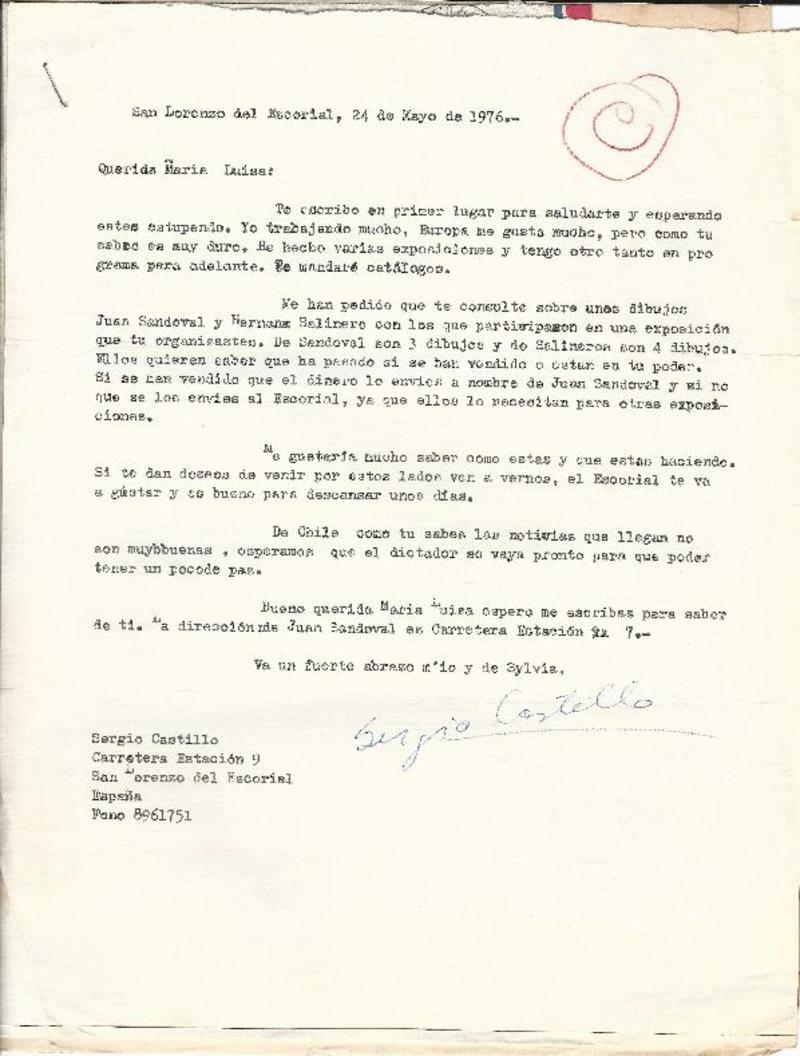 San Lorenzo del Escorial, 24 de Mayo de 1976.-
Querida Maria Luisa:
Te escribo en primer lugar para saludarte y esperando
estes estupendo. Yo trabajando mucho, Europa me gusta mucho, pero como tu
sabes es muy duro. He hecho varias exposiciones y tengo otro tanto en pro
grama para adelante. Te mandaré catálogos.
Me han pedido que te consulte sobre unos dibujos
Juan Sandoval y Hernans Salinero con los que partivipamon en una exposición
que tu organisastes. De Sandoval son 3 dibujos y de Salineros son 4 dibujos.
Ellos quieren saber que ha pasado si se han vendido o estan en tu poder.
Si se han vendido que el dinero lo envies a nombre de Juan Sandoval y si no
que se los envies al Escorial, ya que ellos lo necesitan para otras exposi-
ciones.
Me gustaría mucho saber como estas y que estas haciendo.
Si te dan deseos de venir por estos lados ven a vernos, el Escorial te va
a gústar y es bueno para descansar unos días.
De Chile como tu sabes las notivias que llegan no
son muybbuenas , esperamos que el dictador se vaya pronto para que poder
tener un pocode paz.
Bueno querida Maria Luisa espero me escribas para saber
de ti. La direcciónmde Juan Sandoval es Carretera Estación 7.-
Va un fuerte abrazo m'io y de Sylvia,
Sergio Castillo
Sergio Castillo
Carretera Estación 9
San Lorenzo del Escorial
España
Fono 8961751